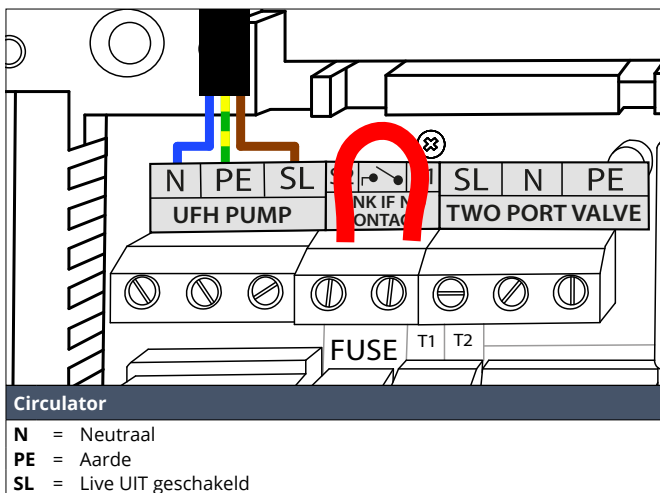 N PE SL SL N PE
UFH PUMP TWO PORT VALVE
FUSE T1 T2
Circulator
N = Neutraal
PE = Aarde
SL = Live UIT geschakeld